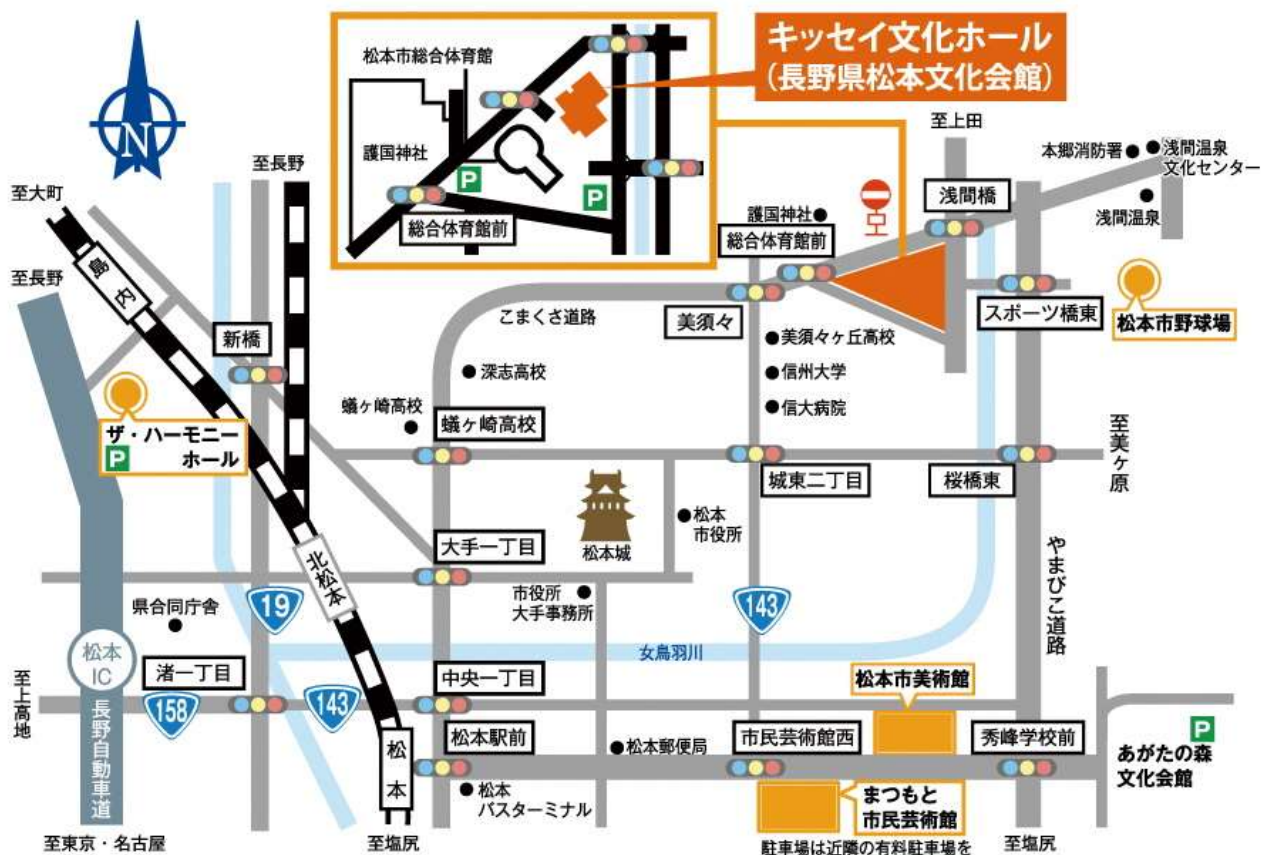 キッセイ文化ホール
（長野県松本文化会館）
松本市総合体育館
護国神社
P
P
総合体育館前
N
至長野
至大町
至長野
島内
新橋
ザ・ハーモニー
P ホール
至上田
本郷消防署
浅間温泉
文化センター
浅間橋
浅間温泉
護国神社
総合体育館前
こまくさ道路
美須々
スポーツ橋東
松本市野球場
美須々ヶ丘高校
深志高校
信州大学
信大病院
蟻ヶ崎高校
蟻ヶ崎高校
城東二丁目
桜橋東
至美ヶ原
松本城
松本
市役所
大手一丁目
北松本
市役所
大手事務所
19
143
やまびこ道路
県合同庁舎
松本
IC
女鳥羽川
渚一丁目
中央一丁目
松本市美術館
至上高地
158
143
長野自動車道
松本
松本駅前
松本郵便局
市民芸術館西
秀峰学校前
P
あがたの森
文化会館
松本
バスターミナル
まつもと
市民芸術館
至東京・名古屋
至塩尻
至塩尻
駐車場は近隣の有料駐車場を